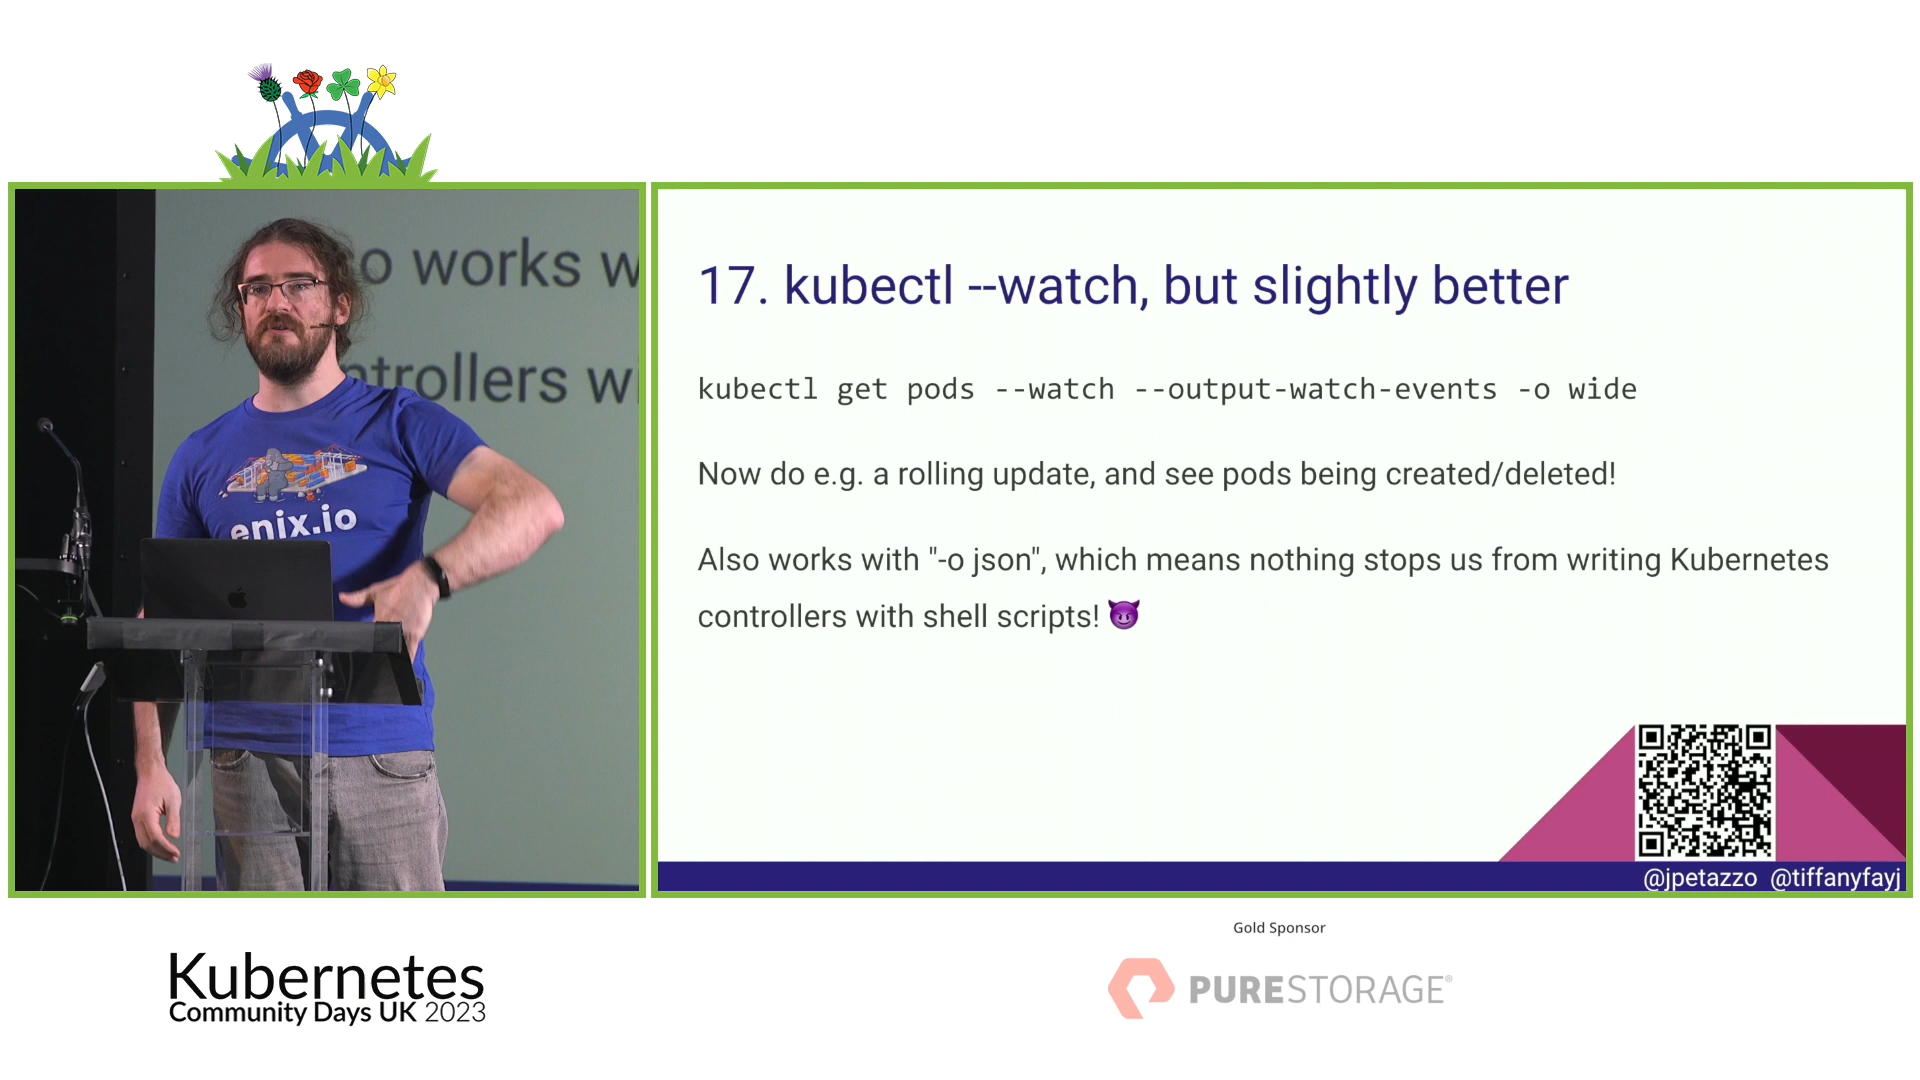 o works w
ntrollers wi
enix.io
17. kubectl --watch, but slightly better
kubectl get pods --watch --output-watch-events -o wide
Now do e.g. a rolling update, and see pods being created/deleted!
Also works with "-o json", which means nothing stops us from writing Kubernetes
controllers with shell scripts! 😈
@jpetazzo @tiffanyfayj
Gold Sponsor
PURESTORAGE®
Kubernetes
Community Days UK 2023